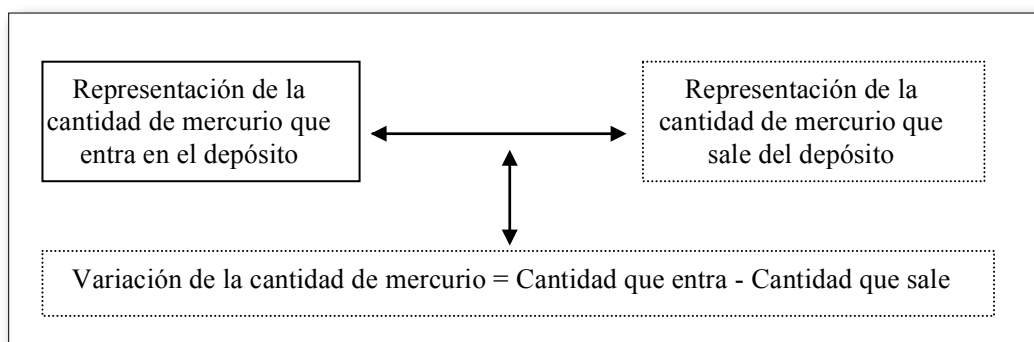 Representación de la
cantidad de mercurio que
entra en el depósito
Representación de la
cantidad de mercurio que
sale del depósito
Variación de la cantidad de mercurio = Cantidad que entra - Cantidad que sale